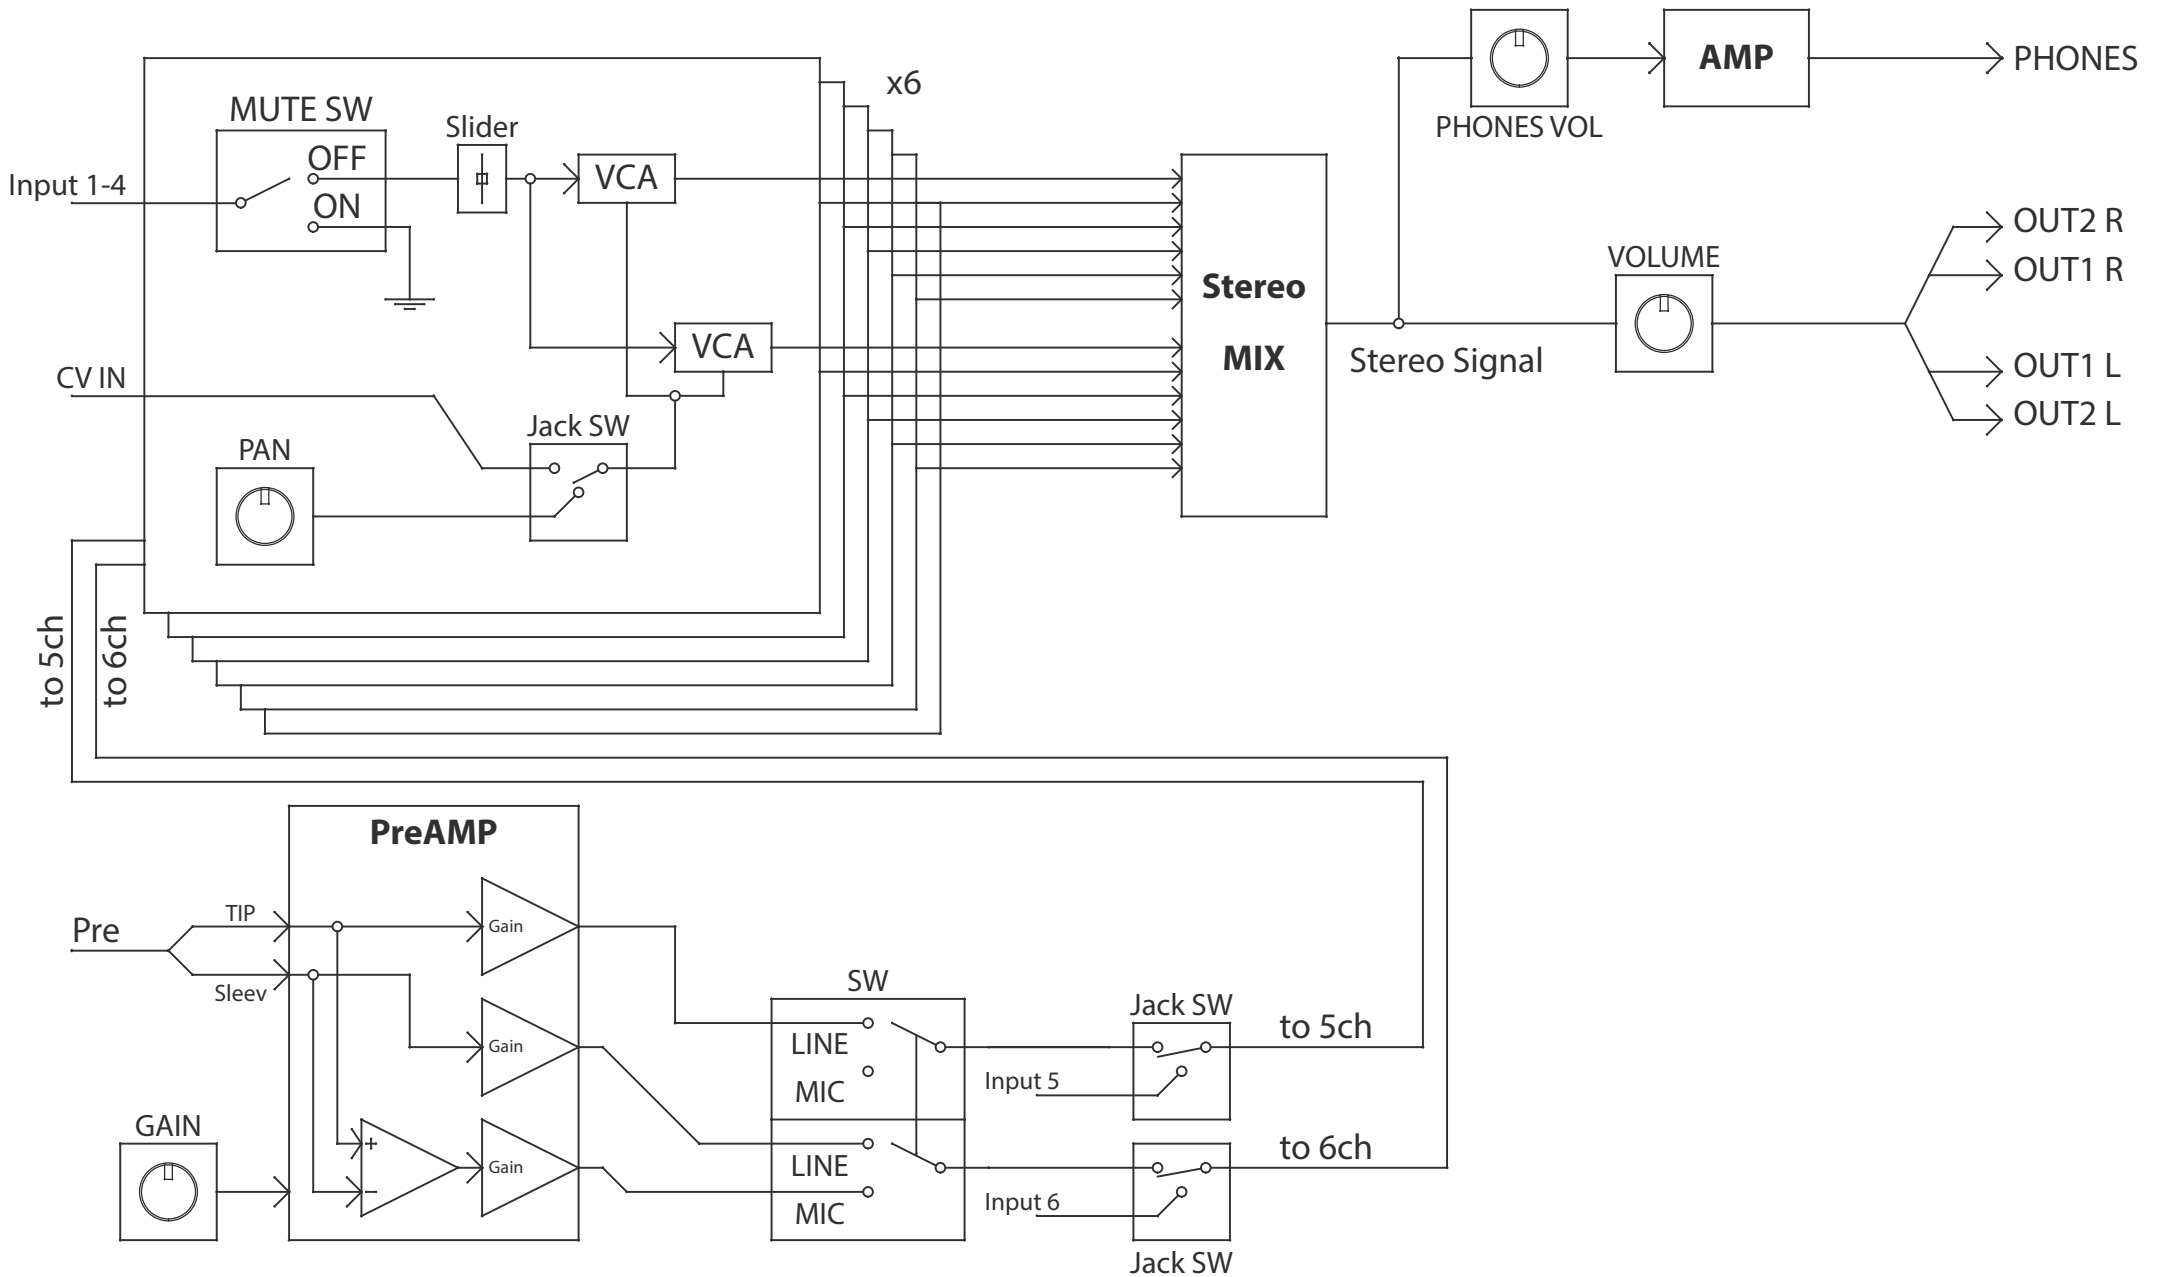 x6
PHONES
AMP
PHONES VOL
MUTE SW
Slider
OFF
ON
Input 1-4
VCA
VCA
CV IN
Jack SW
PAN
Stereo
MIX
Stereo Signal
VOLUME
OUT2 R
OUT1 R
OUT1 L
OUT2 L
to 5ch
to 6ch
PreAMP
Pre
TIP
Sleev
Gain
Gain
Gain
+
−
GAIN
SW
LINE
MIC
LINE
MIC
Input 5
Input 6
Jack SW
to 5ch
to 6ch
Jack SW